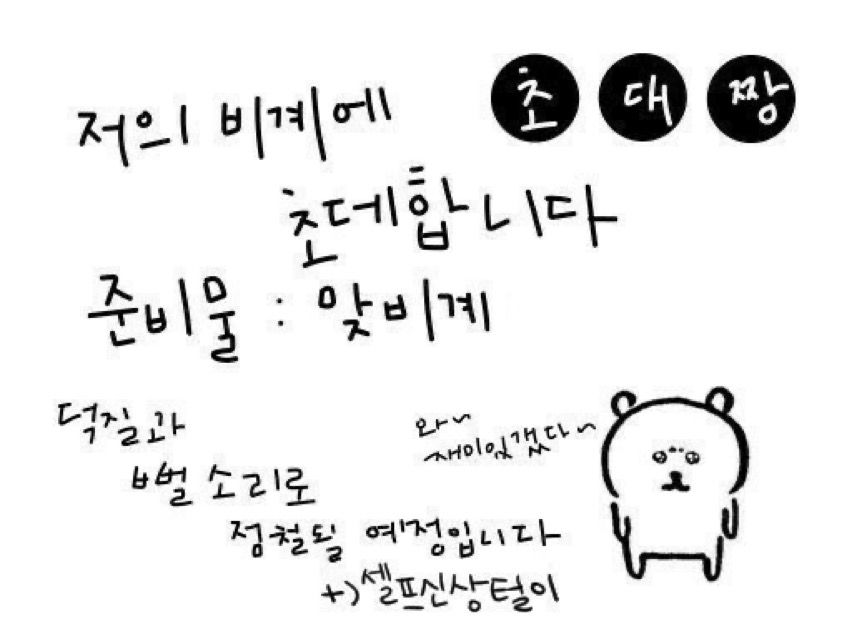 저의 비계에
초 대 짱
초데합니다
준비물 : 맞비계
덕질과
뻘 소리로
점철될 예정입니다
+) 셀프신상털이
와~
재미있갰다~